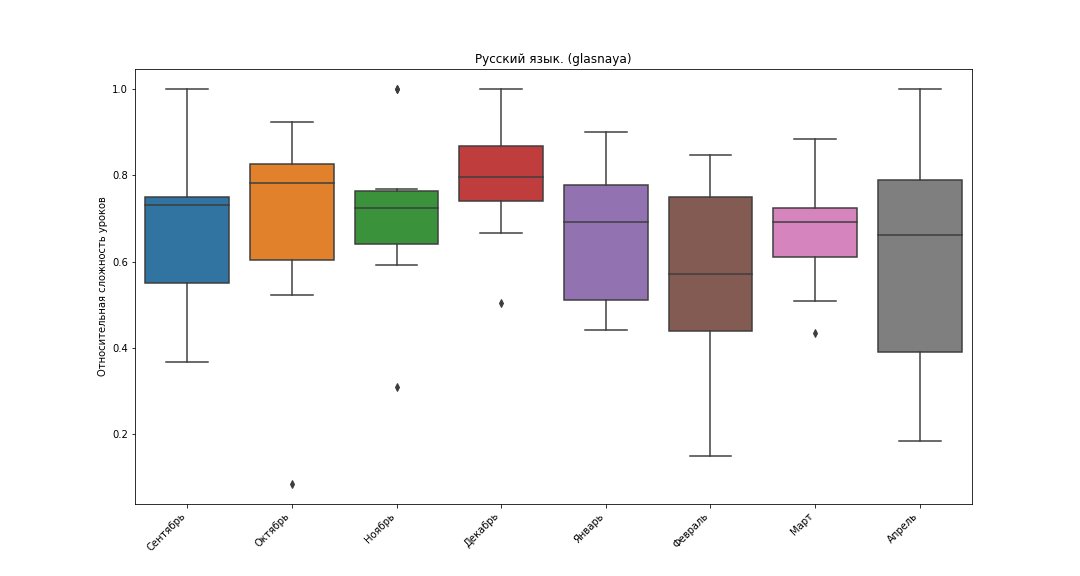 Русский язык. (glasnaya)
Относительная сложность уроков
1.0
0.8
0.6
0.4
0.2
Сентябрь
Октябрь
Ноябрь
Декабрь
Январь
Февраль
Март
Апрель